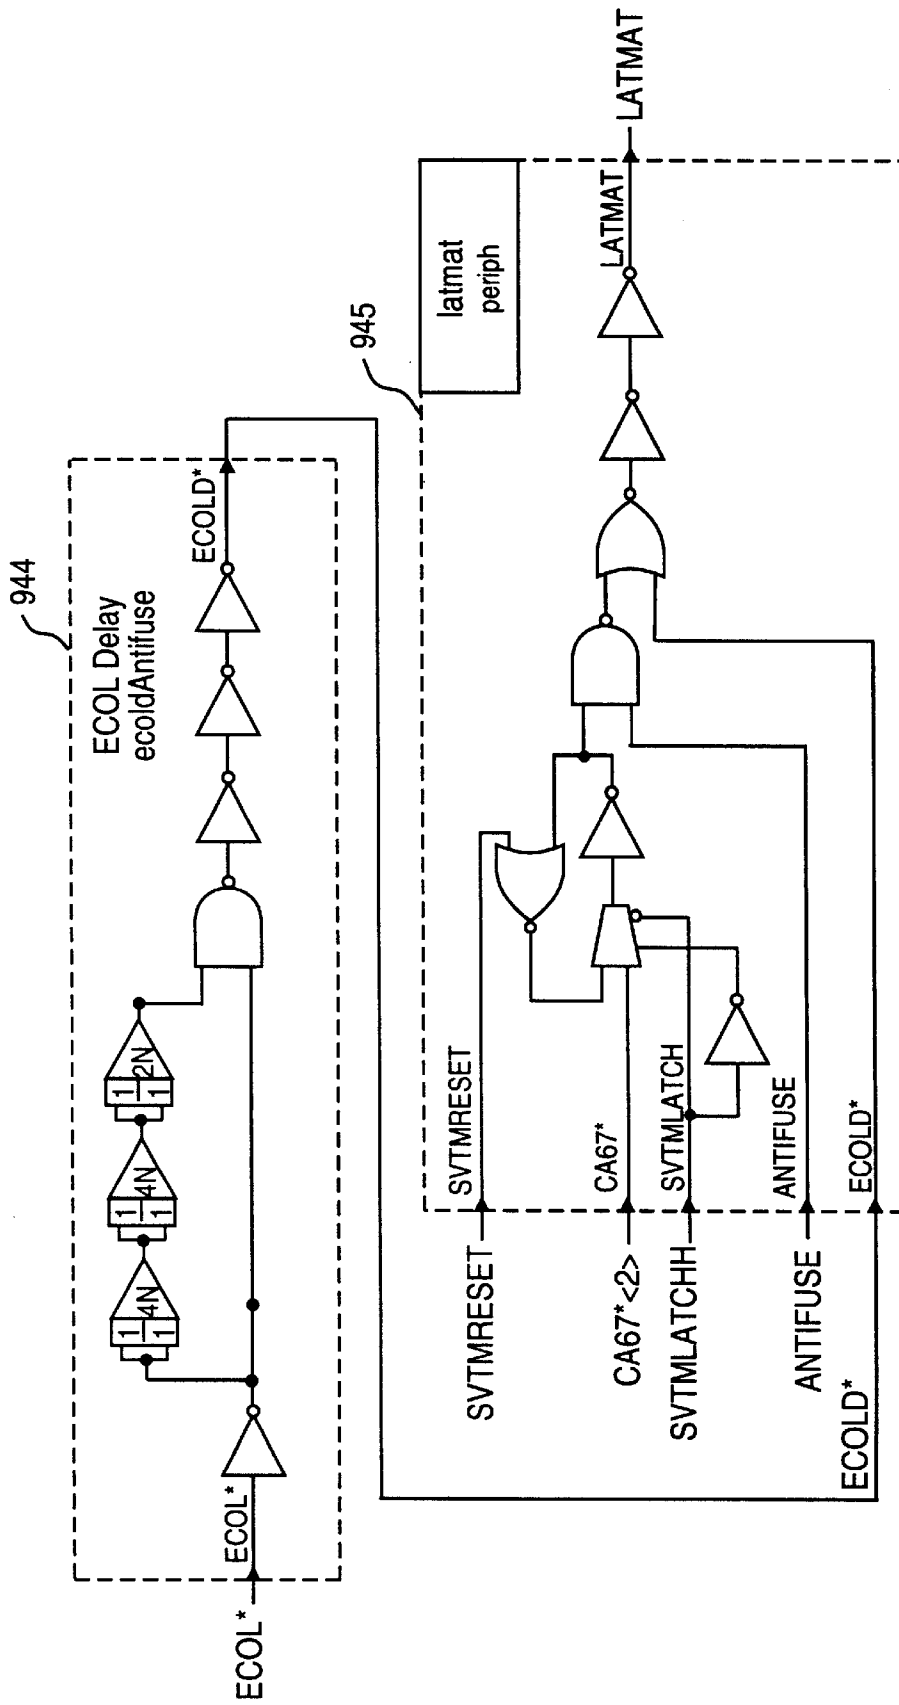 944
ECOL Delay
ecoldAntifuse
ECOL*
ECOL*
1
1
4N
1
1
4N
1
1
2N
ECOLD*
945
latmat
periph
SVTMRESET
SVTMRESET
CA67*<2>
CA67*
SVTMLATCHH
SVTMLATCH
ANTIFUSE
ANTIFUSE
ECOLD*
ECOLD*
LATMAT
LATMAT